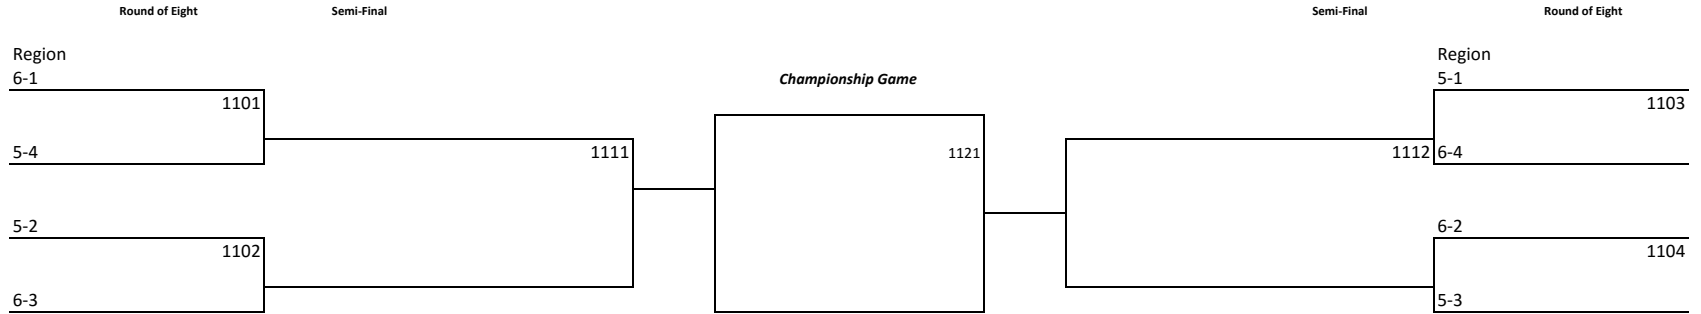 Round of Eight Semi-Final Semi-Final Round of Eight
Region Region
6-1 Championship Game 5-1
1101 1103
5-4 1111 1121 1112 6-4
5-2 6-2
1102 1104
6-3 5-3